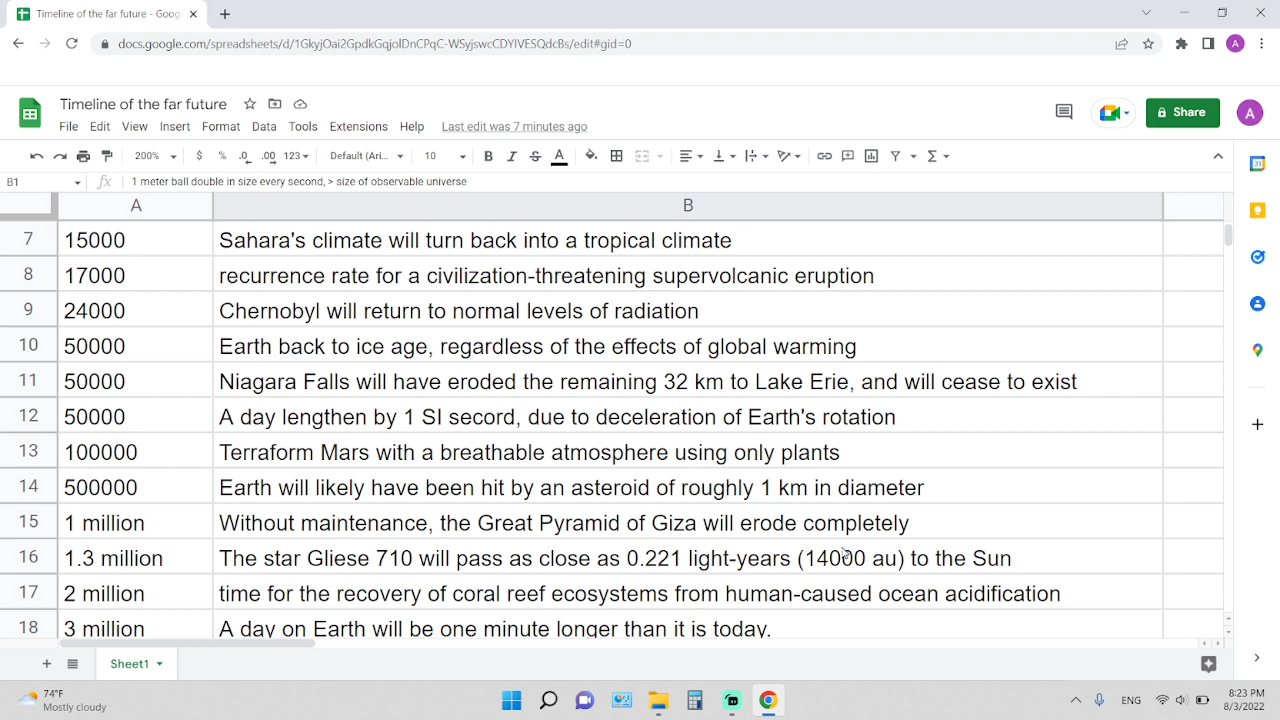 Timeline of the far future - Goog
docs.google.com/spreadsheets/d/1GkyjOai2GpdkGqjolDnCPqC-WSyjswcCDYIVESQdcBs/edit#gid=0
A
Timeline of the far future
File Edit View Insert Format Data Tools Extensions Help Last edit was 7 minutes ago
Share
A
200% $ % .0 .00 123 Default (Ari... 10 B I S A
31
B1 fx 1 meter ball double in size every second, > size of observable universe
A B
7 15000 Sahara's climate will turn back into a tropical climate
8 17000 recurrence rate for a civilization-threatening supervolcanic eruption
9 24000 Chernobyl will return to normal levels of radiation
10 50000 Earth back to ice age, regardless of the effects of global warming
11 50000 Niagara Falls will have eroded the remaining 32 km to Lake Erie, and will cease to exist
12 50000 A day lengthen by 1 SI secord, due to deceleration of Earth's rotation
13 100000 Terraform Mars with a breathable atmosphere using only plants
14 500000 Earth will likely have been hit by an asteroid of roughly 1 km in diameter
15 1 million Without maintenance, the Great Pyramid of Giza will erode completely
16 1.3 million The star Gliese 710 will pass as close as 0.221 light-years (14000 au) to the Sun
17 2 million time for the recovery of coral reef ecosystems from human-caused ocean acidification
18 3 million A day on Earth will be one minute longer than it is today.
Sheet1
74°F
Mostly cloudy
ENG
8:23 PM
8/3/2022